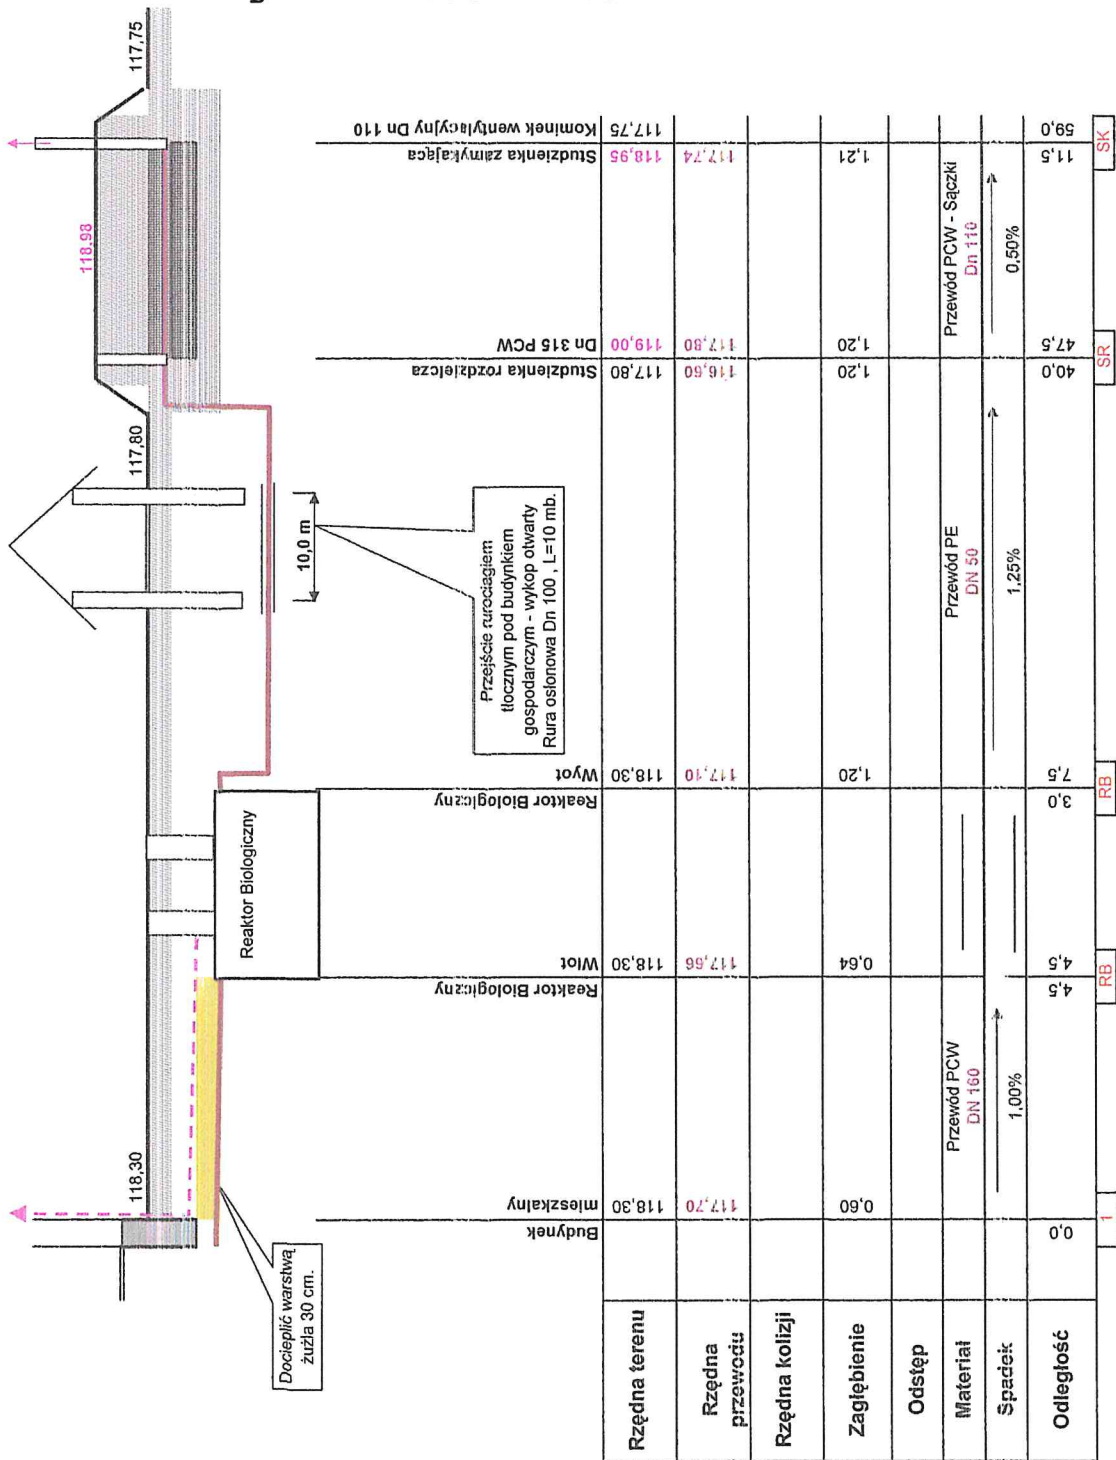 117,75
118.98
117,80
118,30
Reaktor Biologiczny
10,0 m
Przejście rurociągiem
tłocznym pod budynkiem
gospodarczym - wykop otwarty
Rura osłonowa Dn 100 , L=10 mb.
Docieplić warstwą
żużla 30 cm.
Budynek
mieszkalny
Reaktor Biologiczny
Wlot
Reaktor Biologiczny
Wyot
Studzienka rozdzielcza
Dn 315 PCW
Studzienka zamykająca
Kominek wentylacyjny Dn 110
Rzędna terenu
118,30
118,30
118,30
117,80
119,00
118,95
117,75
Rzędna
przewodu
117,70
117,66
117,10
116,60
117,80
117,74
Rzędna kolizji
Zagłębienie
0,60
0,64
1,20
1,20
1,20
1,21
Odstęp
Materiał
Przewód PCW
DN 160
Przewód PE
DN 50
Przewód PCW - Sączki
Dn 110
Spadek
1,00%
1,25%
0,50%
Odległość
0,0
4,5
4,5
3,0
7,5
40,0
47,5
11,5
59,0
1
RB
RB
SR
SK